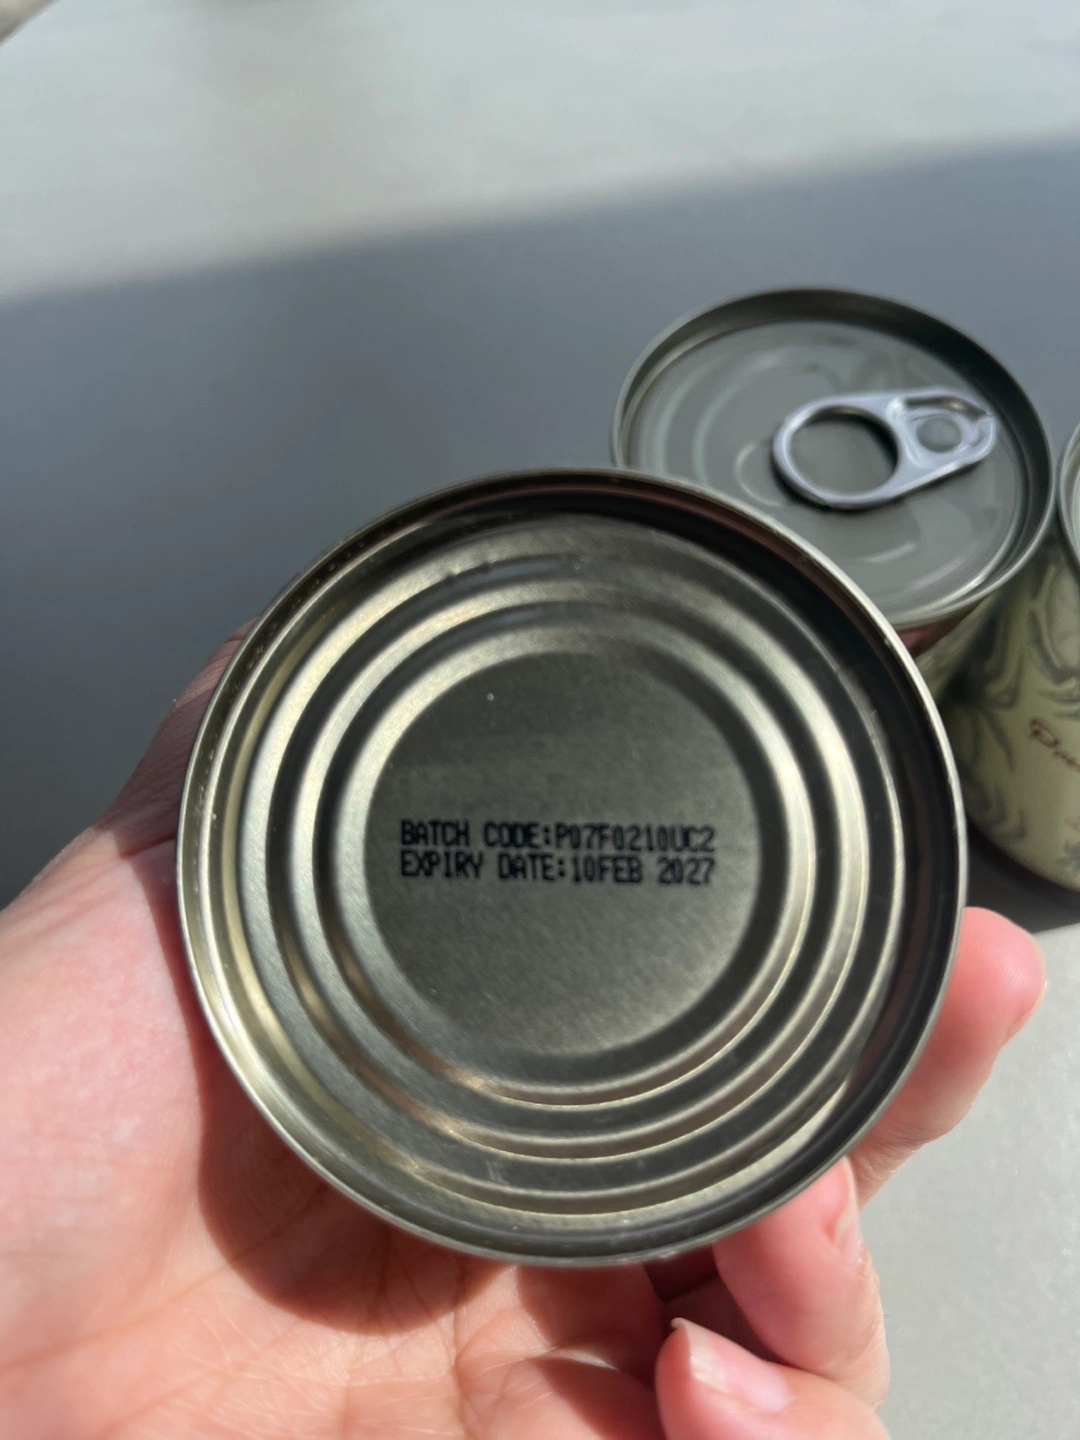 BATCH CODE:P07F0210UC2
EXPIRY DATE:10FEB 2027